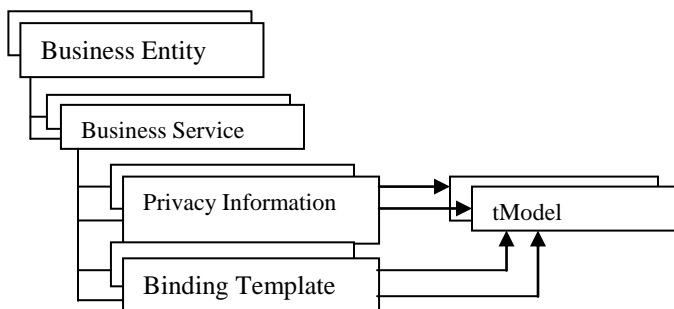 Business Entity
Business Service
Privacy Information
tModel
Binding Template